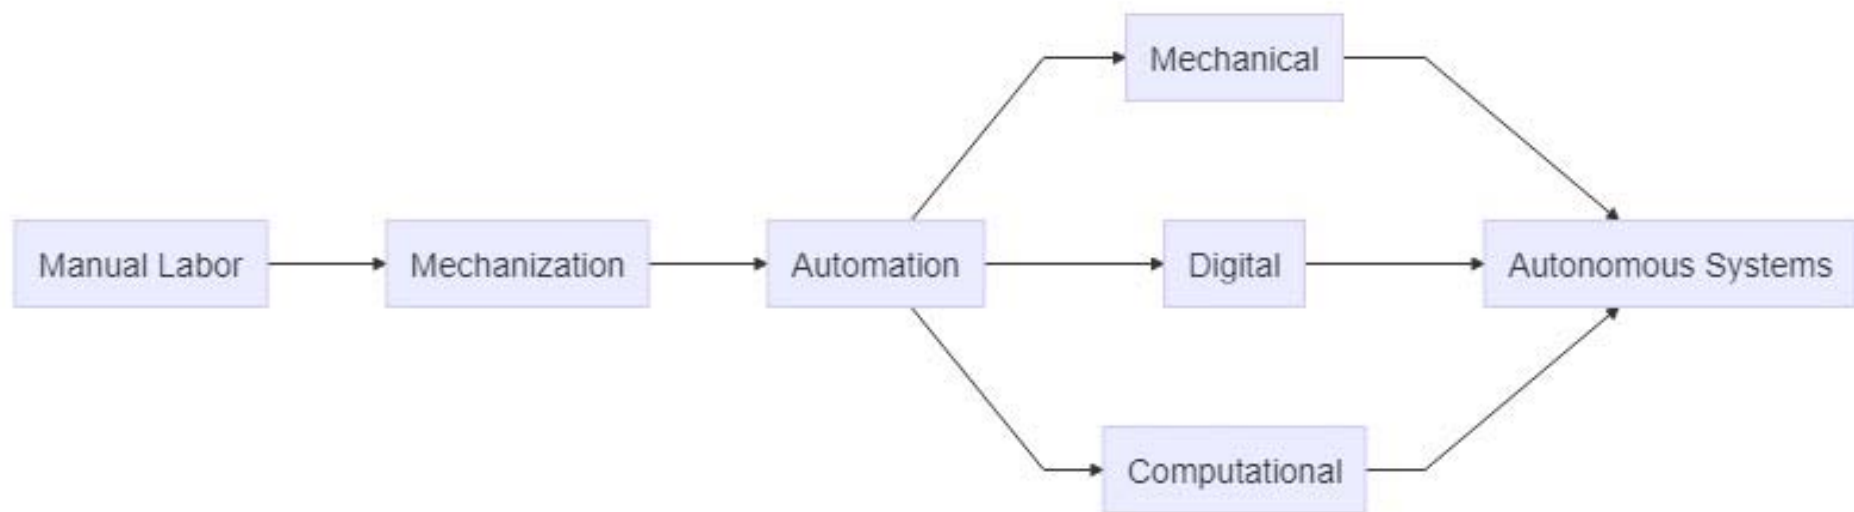 Manual Labor
Mechanization
Automation
Mechanical
Digital
Computational
Autonomous Systems